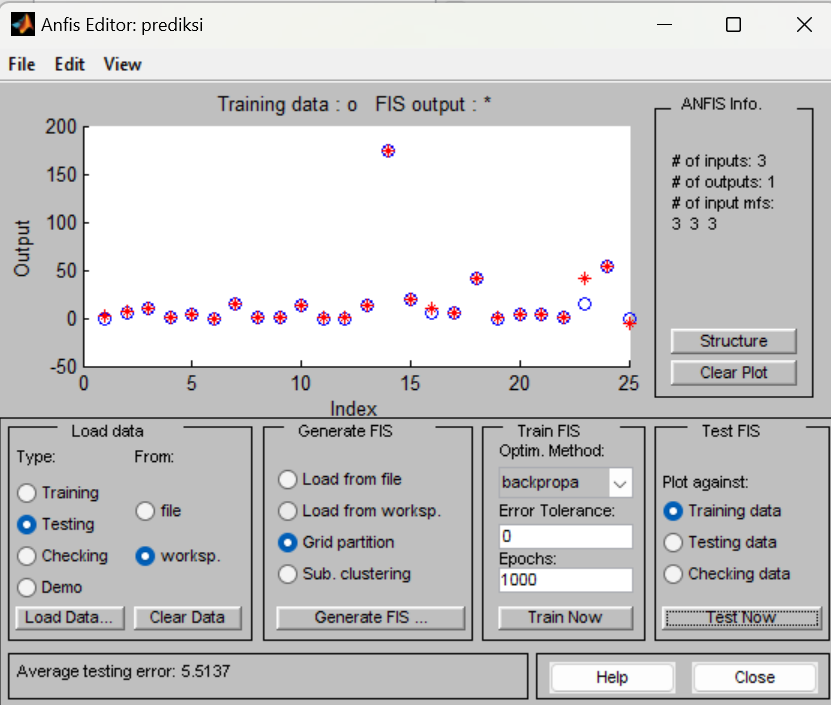 Anfis Editor: prediksi
File Edit View
Training data : o FIS output : *
200
150
100
50
0
-50
Output
0 5 10 15 20 25
Index
ANFIS Info.
# of inputs: 3
# of outputs: 1
# of input mfs:
3 3 3
Structure
Clear Plot
Load data
Type: From:
Training
file
Testing
Checking
worksp.
Demo
Load Data... Clear Data
Generate FIS
Load from file
Load from worksp.
Grid partition
Sub. clustering
Generate FIS ...
Train FIS
Optim. Method:
backpropa
Error Tolerance:
0
Epochs:
1000
Train Now
Test FIS
Plot against:
Training data
Testing data
Checking data
Test Now
Average testing error: 5.5137
Help Close